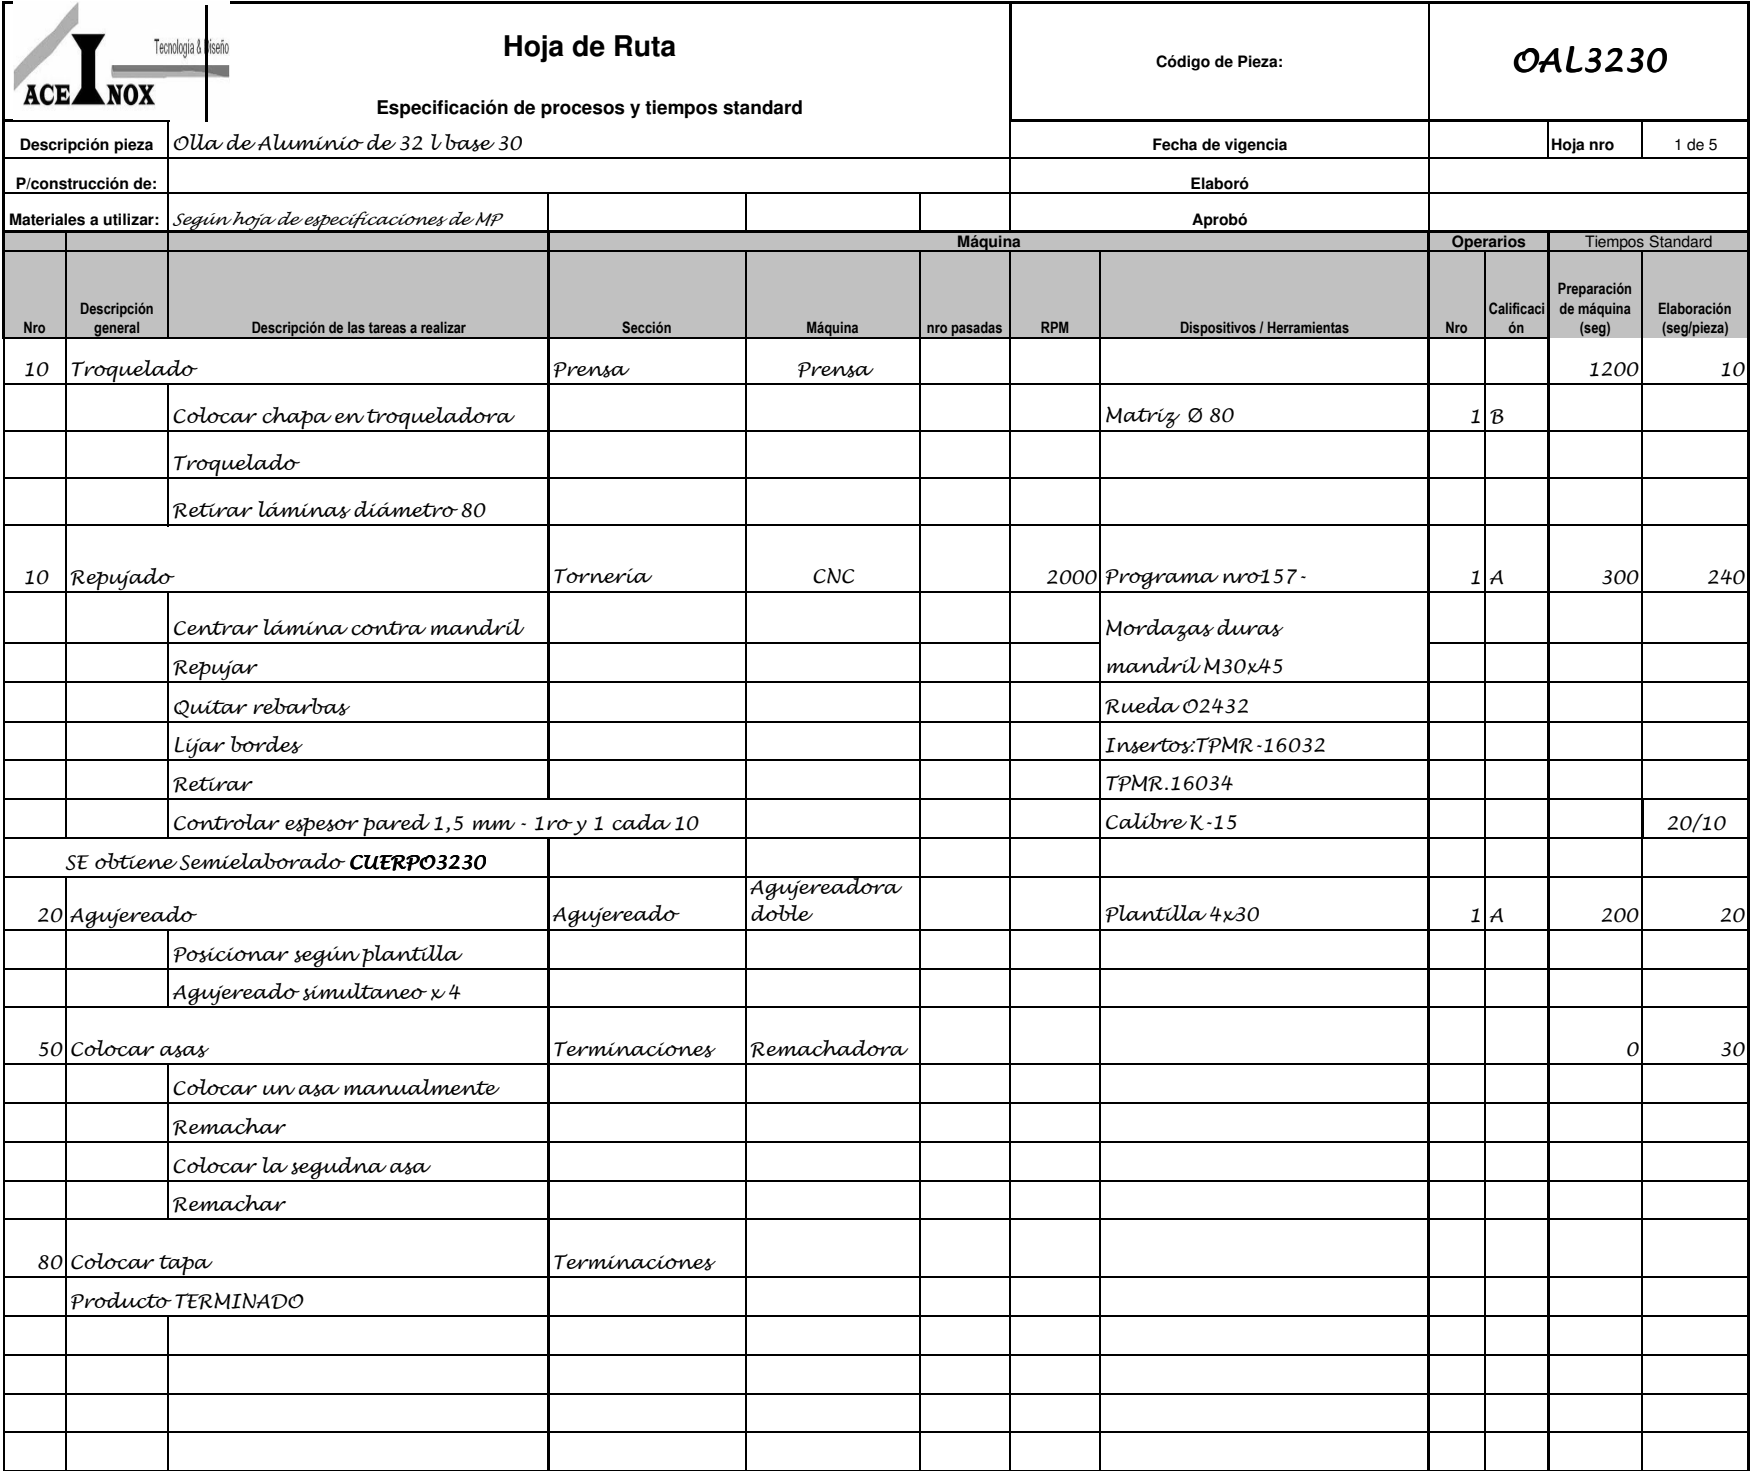 Tecnología & Diseño
ACE NOX
Hoja de Ruta
Especificación de procesos y tiempos standard
Código de Pieza: OAL3230
Descripción pieza Olla de Aluminio de 32 l base 30 Fecha de vigencia Hoja nro 1 de 5
P/construcción de: Elaboró
Materiales a utilizar: Según hoja de especificaciones de MP Aprobó
Máquina Operarios Tiempos Standard
Nro Descripción general Descripción de las tareas a realizar Sección Máquina nro pasadas RPM Dispositivos / Herramientas Nro Calificación Preparación de máquina (seg) Elaboración (seg/pieza)
10 Troquelado Prensa Prensa 1200 10
Colocar chapa en troqueladora Matriz Ø 80 1 B
Troquelado
Retirar láminas diámetro 80
10 Repujado Tornería CNC 2000 Programa nro157- 1 A 300 240
Centrar lámina contra mandril Mordazas duras
Repujar mandril M30x45
Quitar rebarbas Rueda O2432
Lijar bordes Insertos:TPMR-16032
Retirar TPMR.16034
Controlar espesor pared 1,5 mm - 1ro y 1 cada 10 Calibre K-15 20/10
SE obtiene Semielaborado CUERPO3230
20 Agujereado Agujereado Agujereadora doble Plantilla 4x30 1 A 200 20
Posicionar según plantilla
Agujereado simultaneo x 4
50 Colocar asas Terminaciones Remachadora 0 30
Colocar un asa manualmente
Remachar
Colocar la segudna asa
Remachar
80 Colocar tapa Terminaciones
Producto TERMINADO